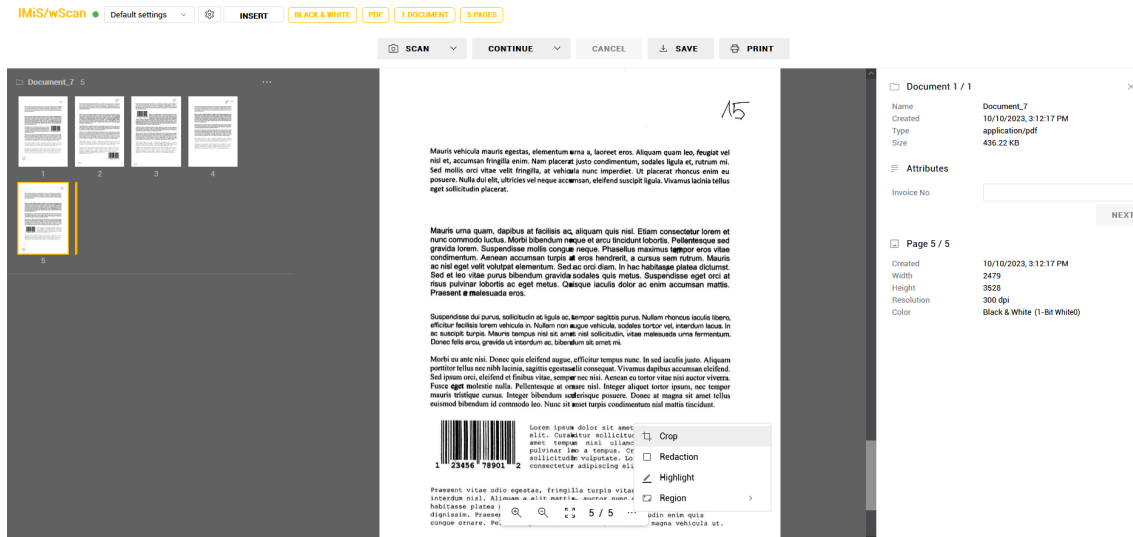 IMiS/wScan
Default settings
INSERT
BLACK & WHITE
PDF
1 DOCUMENT
5 PAGES
SCAN
CONTINUE
CANCEL
SAVE
PRINT
Document_7 5
1
2
3
4
5
15
Mauris vehicula mauris egestas, elementum urna a, laoreet eros. Aliquam quam leo, feugiat vel
nisl et, accumsan fringilla enim. Nam placerat justo condimentum, sodales ligula et, rutrum mi.
Sed mollis orci vitae velit fringilla, at vehicula nunc imperdiet. Ut placerat rhoncus enim eu
posuere. Nulla dui elit, ultricies vel neque accumsan, eleifend suscipit ligula. Vivamus lacinia tellus
eget sollicitudin placerat.
Mauris urna quam, dapibus at facilisis ac, aliquam quis nisl. Etiam consectetur lorem et
nunc commodo luctus. Morbi bibendum neque et arcu tincidunt lobortis. Pellentesque sed
gravida lorem. Suspendisse mollis congue neque. Phasellus maximus tempor eros vitae
condimentum. Aenean accumsan turpis at eros hendrerit, a cursus sem rutrum. Mauris
ac nisl eget velit volutpat elementum. Sed ac orci diam. In hac habitasse platea dictumst.
Sed et leo vitae purus bibendum gravida sodales quis metus. Suspendisse eget orci at
risus pulvinar lobortis ac eget metus. Quisque iaculis dolor ac enim accumsan mattis.
Praesent a malesuada eros.
Suspendisse dui purus, sollicitudin at ligula ac, tempor sagittis purus. Nullam rhoncus iaculis libero,
efficitur facilisis lorem vehicula in. Nullam non augue vehicula, sodales tortor vel, interdum lacus. In
ac suscipit turpis. Mauris tempus nisl sit amet nisl sollicitudin, vitae malesuada urna fermentum.
Donec felis arcu, gravida ut interdum ac, bibendum sit amet mi.
Morbi eu ante nisi. Donec quis eleifend augue, efficitur tempus nunc. In sed iaculis justo. Aliquam
porttitor tellus nec nibh lacinia, sagittis egestas elit consequat. Vivamus dapibus accumsan eleifend.
Sed ipsum orci, eleifend et finibus vitae, semper nec nisi. Aenean eu tortor vitae nisi auctor viverra.
Fusce eget molestie nulla. Pellentesque at ornare nisl. Integer aliquet tortor ipsum, nec tempor
mauris tristique cursus. Integer bibendum scelerisque posuere. Donec at magna sit amet tellus
euismod bibendum id commodo leo. Nunc sit amet turpis condimentum nisl mattis tincidunt.
1 23456 78901 2
Lorem ipsum dolor sit amet
elit. Curabitur sollicitud
amet tempus nisl ullamc
pulvinar leo a tempus. Cr
sollicitudin vulputate. Lo
consectetur adipiscing eli
Praesent vitae odio egestas, fringilla turpis vitae
interdum nisl. Aliquam a elit mattis, auctor nunc
habitasse platea
dignissim. Praesen udin enim quis
congue ornare. Pe magna vehicula ut.
Crop
Redaction
Highlight
Region
5 / 5
Document 1 / 1
Name Document_7
Created 10/10/2023, 3:12:17 PM
Type application/pdf
Size 436.22 KB
Attributes
Invoice No.
NEXT
Page 5 / 5
Created 10/10/2023, 3:12:17 PM
Width 2479
Height 3528
Resolution 300 dpi
Color Black & White (1-Bit White0)